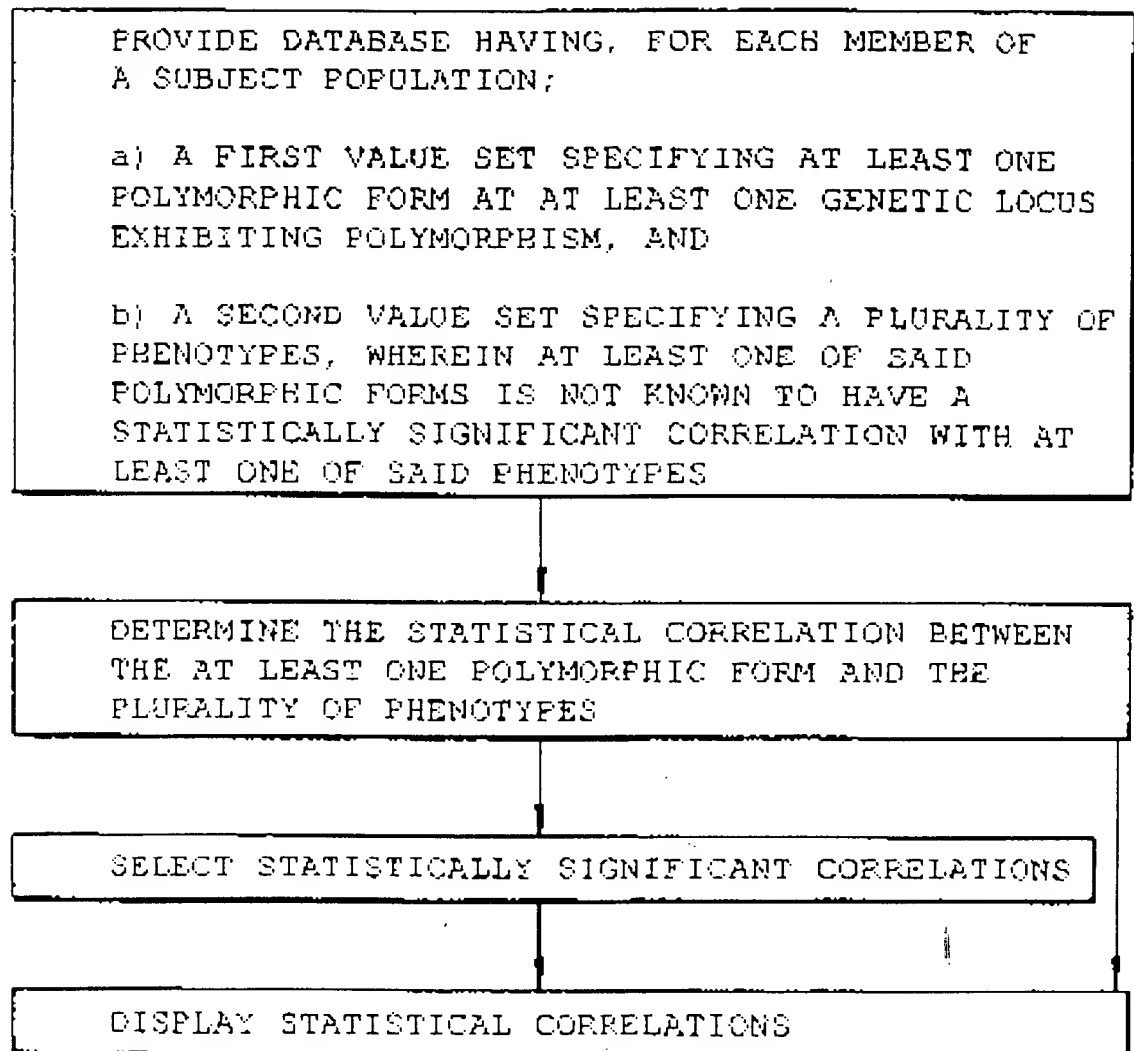 PROVIDE DATABASE HAVING, FOR EACH MEMBER OF
A SUBJECT POPULATION;
a) A FIRST VALUE SET SPECIFYING AT LEAST ONE
POLYMORPHIC FORM AT AT LEAST ONE GENETIC LOCUS
EXHIBITING POLYMORPHISM, AND
b) A SECOND VALUE SET SPECIFYING A PLURALITY OF
PHENOTYPES, WHEREIN AT LEAST ONE OF SAID
POLYMORPHIC FORMS IS NOT KNOWN TO HAVE A
STATISTICALLY SIGNIFICANT CORRELATION WITH AT
LEAST ONE OF SAID PHENOTYPES
DETERMINE THE STATISTICAL CORRELATION BETWEEN
THE AT LEAST ONE POLYMORPHIC FORM AND THE
PLURALITY OF PHENOTYPES
SELECT STATISTICALLY SIGNIFICANT CORRELATIONS
DISPLAY STATISTICAL CORRELATIONS